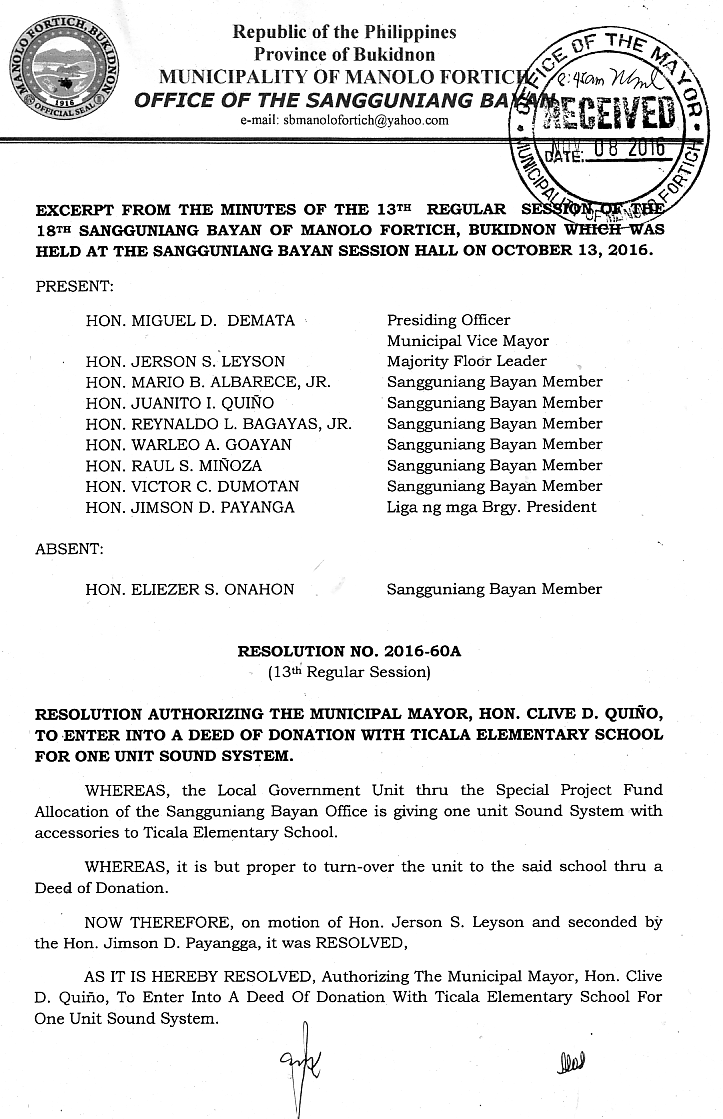 Republic of the Philippines
Province of Bukidnon
MUNICIPALITY OF MANOLO FORTICH
OFFICE OF THE SANGGUNIANG BAYAN
e-mail: sbmanolofortich@yahoo.com
MANOLO FORTICH, BUKIDNON
1916
OFFICIAL SEAL
OFFICE OF THE MAYOR
RECEIVED
DATE: NOV 08 2016
MUNICIPALITY OF MANOLO FORTICH
EXCERPT FROM THE MINUTES OF THE 13TH REGULAR SESSION OF THE
18TH SANGGUNIANG BAYAN OF MANOLO FORTICH, BUKIDNON WHICH WAS
HELD AT THE SANGGUNIANG BAYAN SESSION HALL ON OCTOBER 13, 2016.
PRESENT:
HON. MIGUEL D. DEMATA Presiding Officer
Municipal Vice Mayor
HON. JERSON S. LEYSON Majority Floor Leader
HON. MARIO B. ALBARECE, JR. Sangguniang Bayan Member
HON. JUANITO I. QUIÑO Sangguniang Bayan Member
HON. REYNALDO L. BAGAYAS, JR. Sangguniang Bayan Member
HON. WARLEO A. GOAYAN Sangguniang Bayan Member
HON. RAUL S. MIÑOZA Sangguniang Bayan Member
HON. VICTOR C. DUMOTAN Sangguniang Bayan Member
HON. JIMSON D. PAYANGA Liga ng mga Brgy. President
ABSENT:
HON. ELIEZER S. ONAHON Sangguniang Bayan Member
RESOLUTION NO. 2016-60A
(13th Regular Session)
RESOLUTION AUTHORIZING THE MUNICIPAL MAYOR, HON. CLIVE D. QUIÑO,
TO ENTER INTO A DEED OF DONATION WITH TICALA ELEMENTARY SCHOOL
FOR ONE UNIT SOUND SYSTEM.
WHEREAS, the Local Government Unit thru the Special Project Fund
Allocation of the Sangguniang Bayan Office is giving one unit Sound System with
accessories to Ticala Elementary School.
WHEREAS, it is but proper to turn-over the unit to the said school thru a
Deed of Donation.
NOW THEREFORE, on motion of Hon. Jerson S. Leyson and seconded by
the Hon. Jimson D. Payangga, it was RESOLVED,
AS IT IS HEREBY RESOLVED, Authorizing The Municipal Mayor, Hon. Clive
D. Quiño, To Enter Into A Deed Of Donation With Ticala Elementary School For
One Unit Sound System.